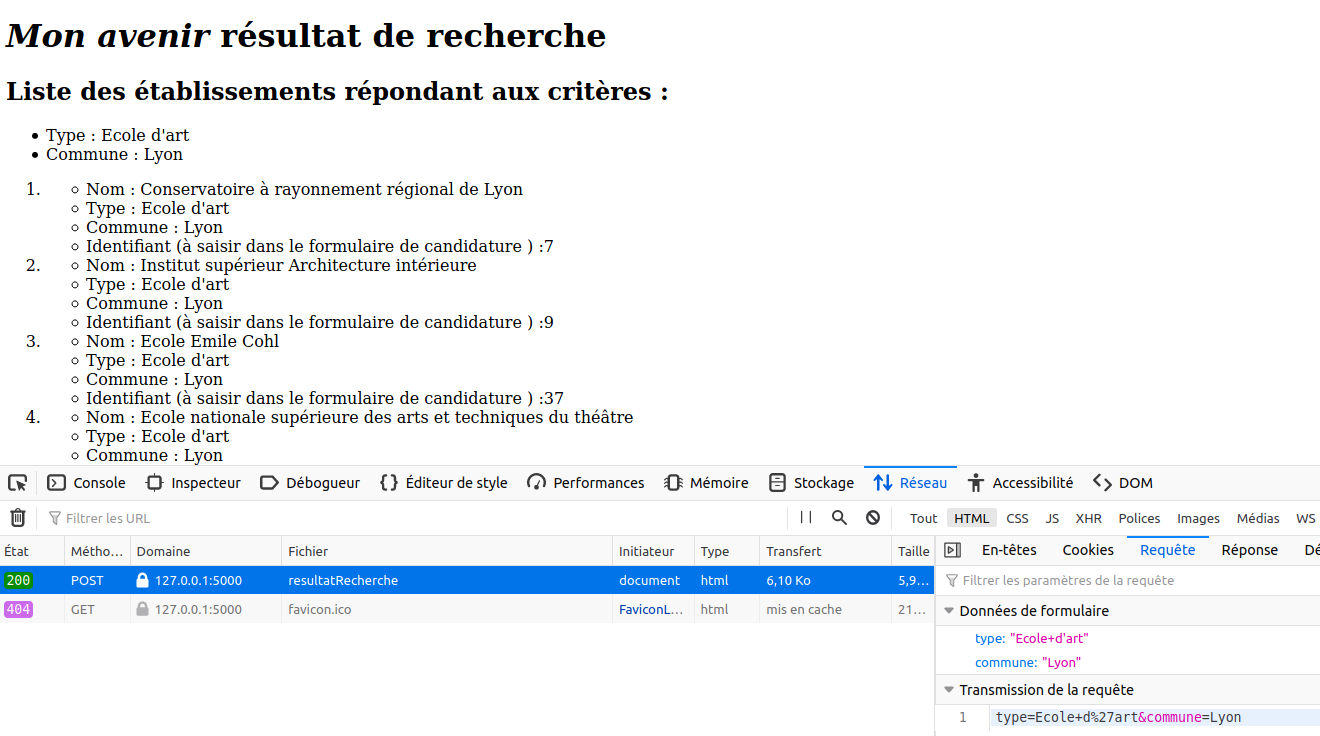 Mon avenir résultat de recherche
Liste des établissements répondant aux critères :
• Type : Ecole d'art
• Commune : Lyon
1. ◦ Nom : Conservatoire à rayonnement régional de Lyon
◦ Type : Ecole d'art
◦ Commune : Lyon
◦ Identifiant (à saisir dans le formulaire de candidature ) :7
2. ◦ Nom : Institut supérieur Architecture intérieure
◦ Type : Ecole d'art
◦ Commune : Lyon
◦ Identifiant (à saisir dans le formulaire de candidature ) :9
3. ◦ Nom : Ecole Emile Cohl
◦ Type : Ecole d'art
◦ Commune : Lyon
◦ Identifiant (à saisir dans le formulaire de candidature ) :37
4. ◦ Nom : Ecole nationale supérieure des arts et techniques du théâtre
◦ Type : Ecole d'art
◦ Commune : Lyon
Console Inspecteur Débogueur Éditeur de style Performances Mémoire Stockage Réseau Accessibilité DOM
Filtrer les URL Tout HTML CSS JS XHR Polices Images Médias WS
État Métho… Domaine Fichier Initiateur Type Transfert Taille
200 POST 127.0.0.1:5000 resultatRecherche document html 6,10 Ko 5,9…
404 GET 127.0.0.1:5000 favicon.ico FaviconL… html mis en cache 21…
En-têtes Cookies Requête Réponse Dé
Filtrer les paramètres de la requête
Données de formulaire
type: "Ecole+d'art"
commune: "Lyon"
Transmission de la requête
1 type=Ecole+d%27art&commune=Lyon